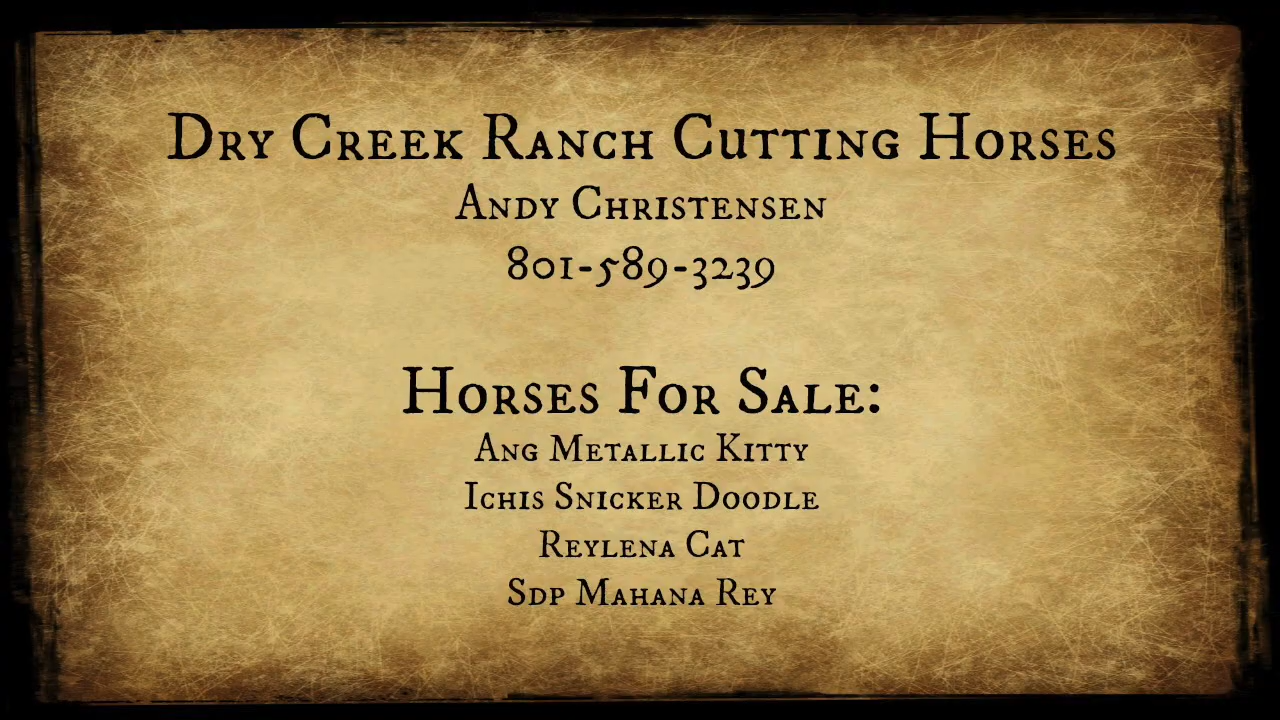 Dry Creek Ranch Cutting Horses
Andy Christensen
801-589-3239
Horses For Sale:
Ang Metallic Kitty
Ichis Snicker Doodle
Reylena Cat
Sdp Mahana Rey